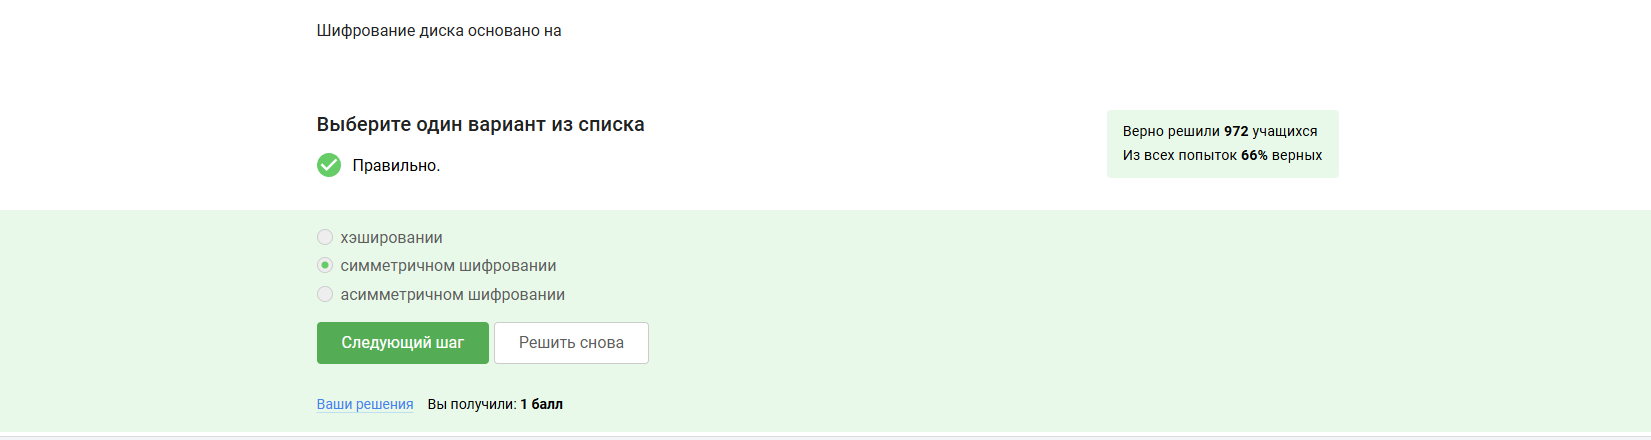 Шифрование диска основано на
Выберите один вариант из списка
Правильно.
Верно решили 972 учащихся
Из всех попыток 66% верных
хэшировании
симметричном шифровании
асимметричном шифровании
Следующий шаг
Решить снова
Ваши решения Вы получили: 1 балл